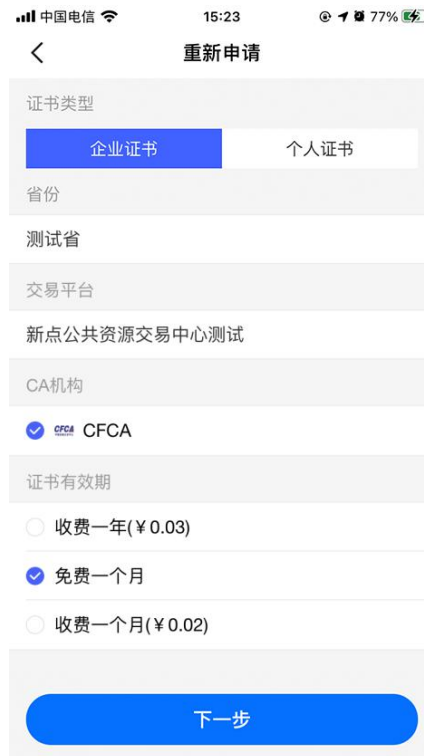 中国电信 15:23 77%
重新申请
证书类型
企业证书 个人证书
省份
测试省
交易平台
新点公共资源交易中心测试
CA机构
CFCA CFCA
证书有效期
收费一年(¥0.03)
免费一个月
收费一个月(¥0.02)
下一步